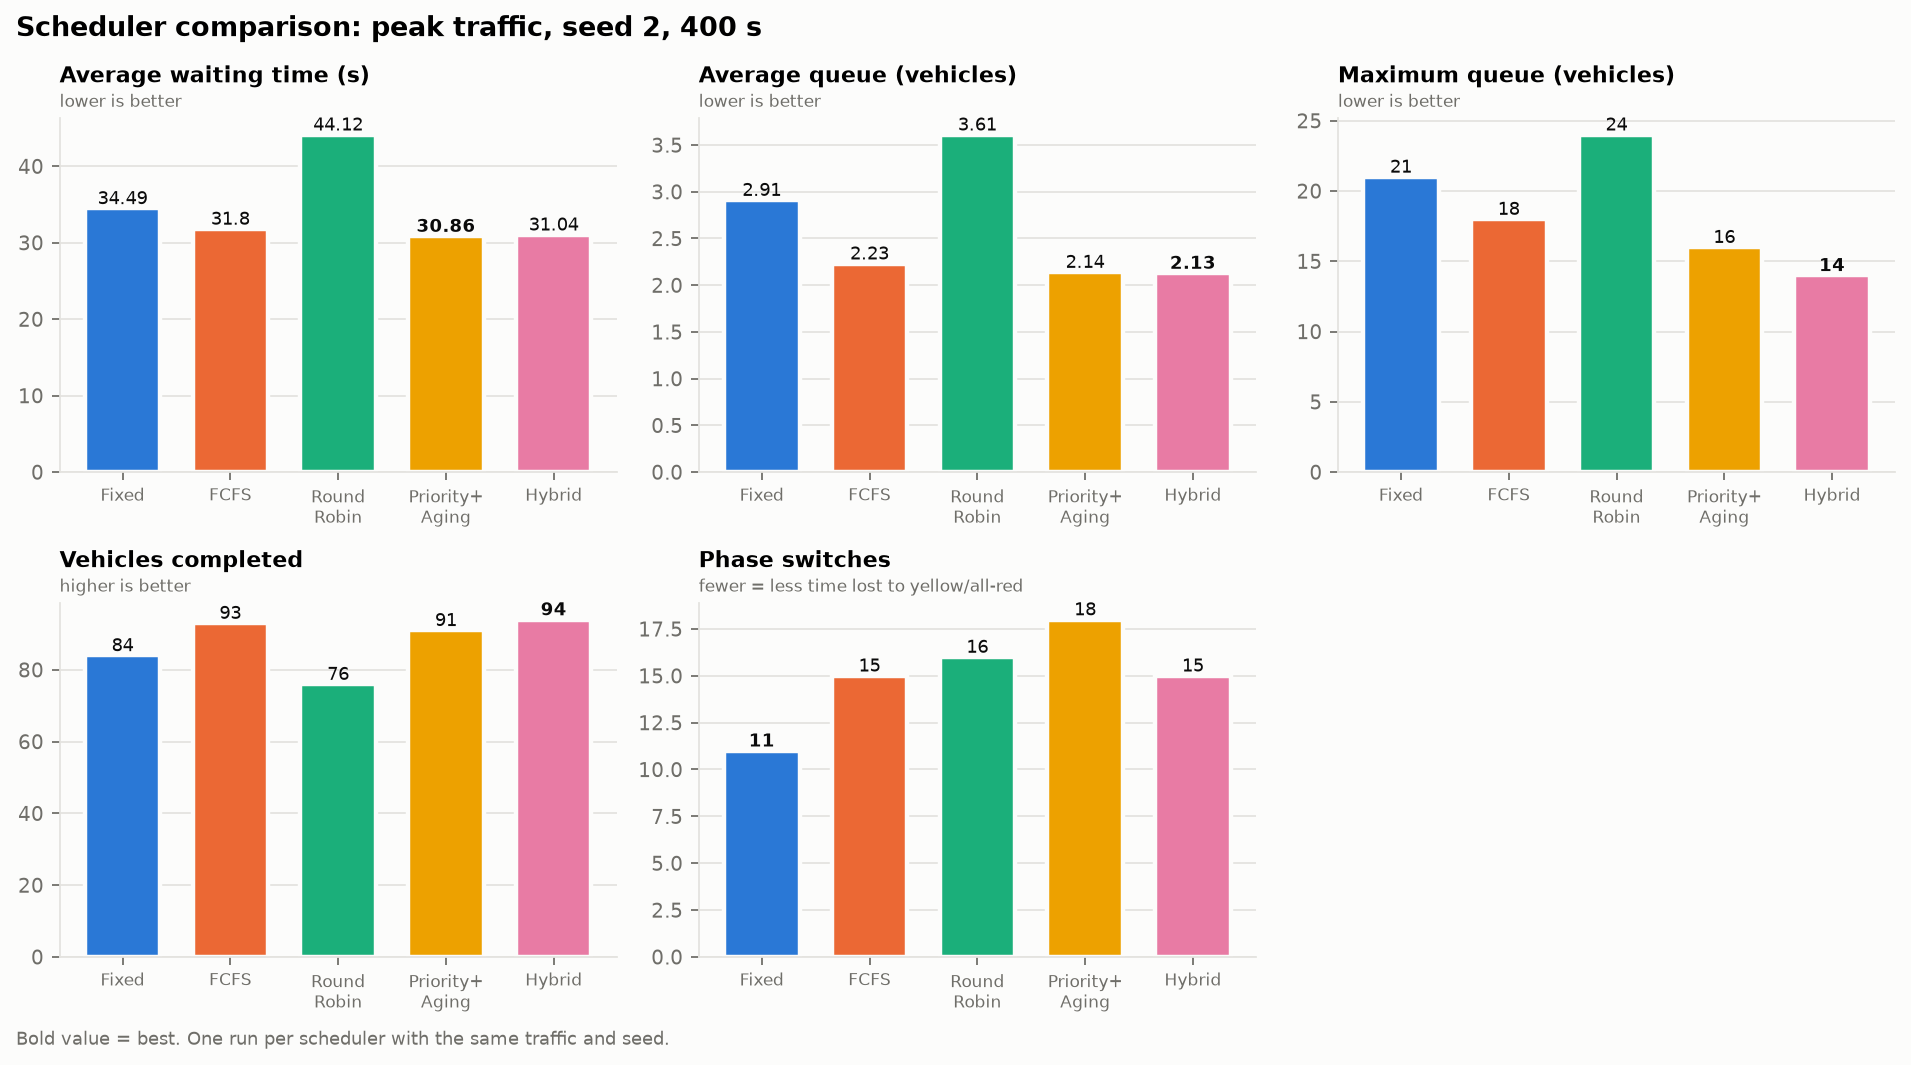 Scheduler comparison: peak traffic, seed 2, 400 s
Average waiting time (s)
lower is better
44.12
34.49
31.8
30.86
31.04
40
30
20
10
0
Fixed
FCFS
Round
Robin
Priority+
Aging
Hybrid
Average queue (vehicles)
lower is better
3.61
2.91
2.23
2.14
2.13
3.5
3.0
2.5
2.0
1.5
1.0
0.5
0.0
Fixed
FCFS
Round
Robin
Priority+
Aging
Hybrid
Maximum queue (vehicles)
lower is better
24
21
18
16
14
25
20
15
10
5
0
Fixed
FCFS
Round
Robin
Priority+
Aging
Hybrid
Vehicles completed
higher is better
84
93
76
91
94
80
60
40
20
0
Fixed
FCFS
Round
Robin
Priority+
Aging
Hybrid
Phase switches
fewer = less time lost to yellow/all-red
11
15
16
18
15
17.5
15.0
12.5
10.0
7.5
5.0
2.5
0.0
Fixed
FCFS
Round
Robin
Priority+
Aging
Hybrid
Bold value = best. One run per scheduler with the same traffic and seed.